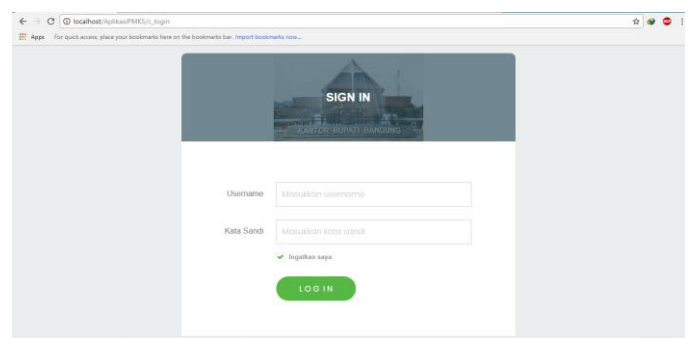 localhost/AplikasiPMKS/c_login
Apps For quick access, place your bookmarks here on the bookmarks bar. Import bookmarks now...
SIGN IN
KANTOR BUPATI BANDUNG
Username
Masukkan username
Kata Sandi
Masukkan kata sandi
Ingatkan saya
LOG IN